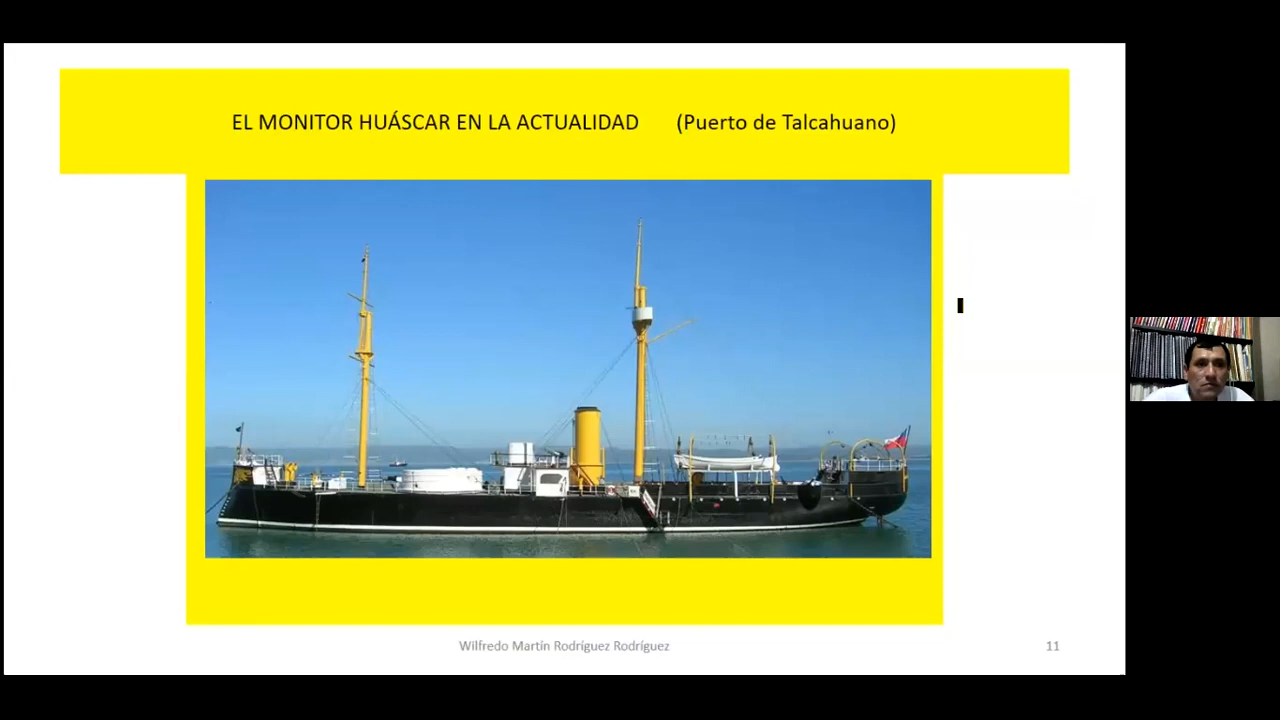 EL MONITOR HUÁSCAR EN LA ACTUALIDAD (Puerto de Talcahuano)
Wilfredo Martín Rodríguez Rodríguez
11